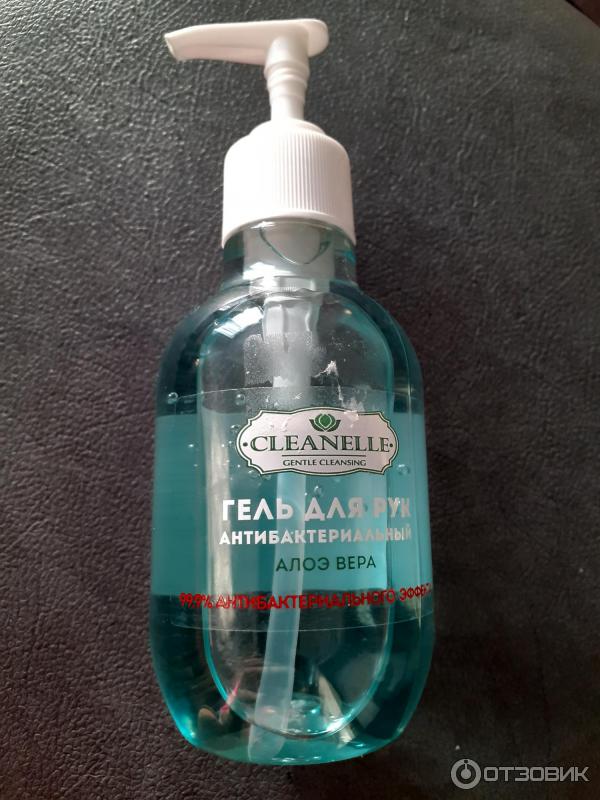 CLEANELLE
GENTLE CLEANSING
ГЕЛЬ ДЛЯ РУК
АНТИБАКТЕРИАЛЬНЫЙ
АЛОЭ ВЕРА
99,9% АНТИБАКТЕРИАЛЬНОГО
ОТЗОВИК